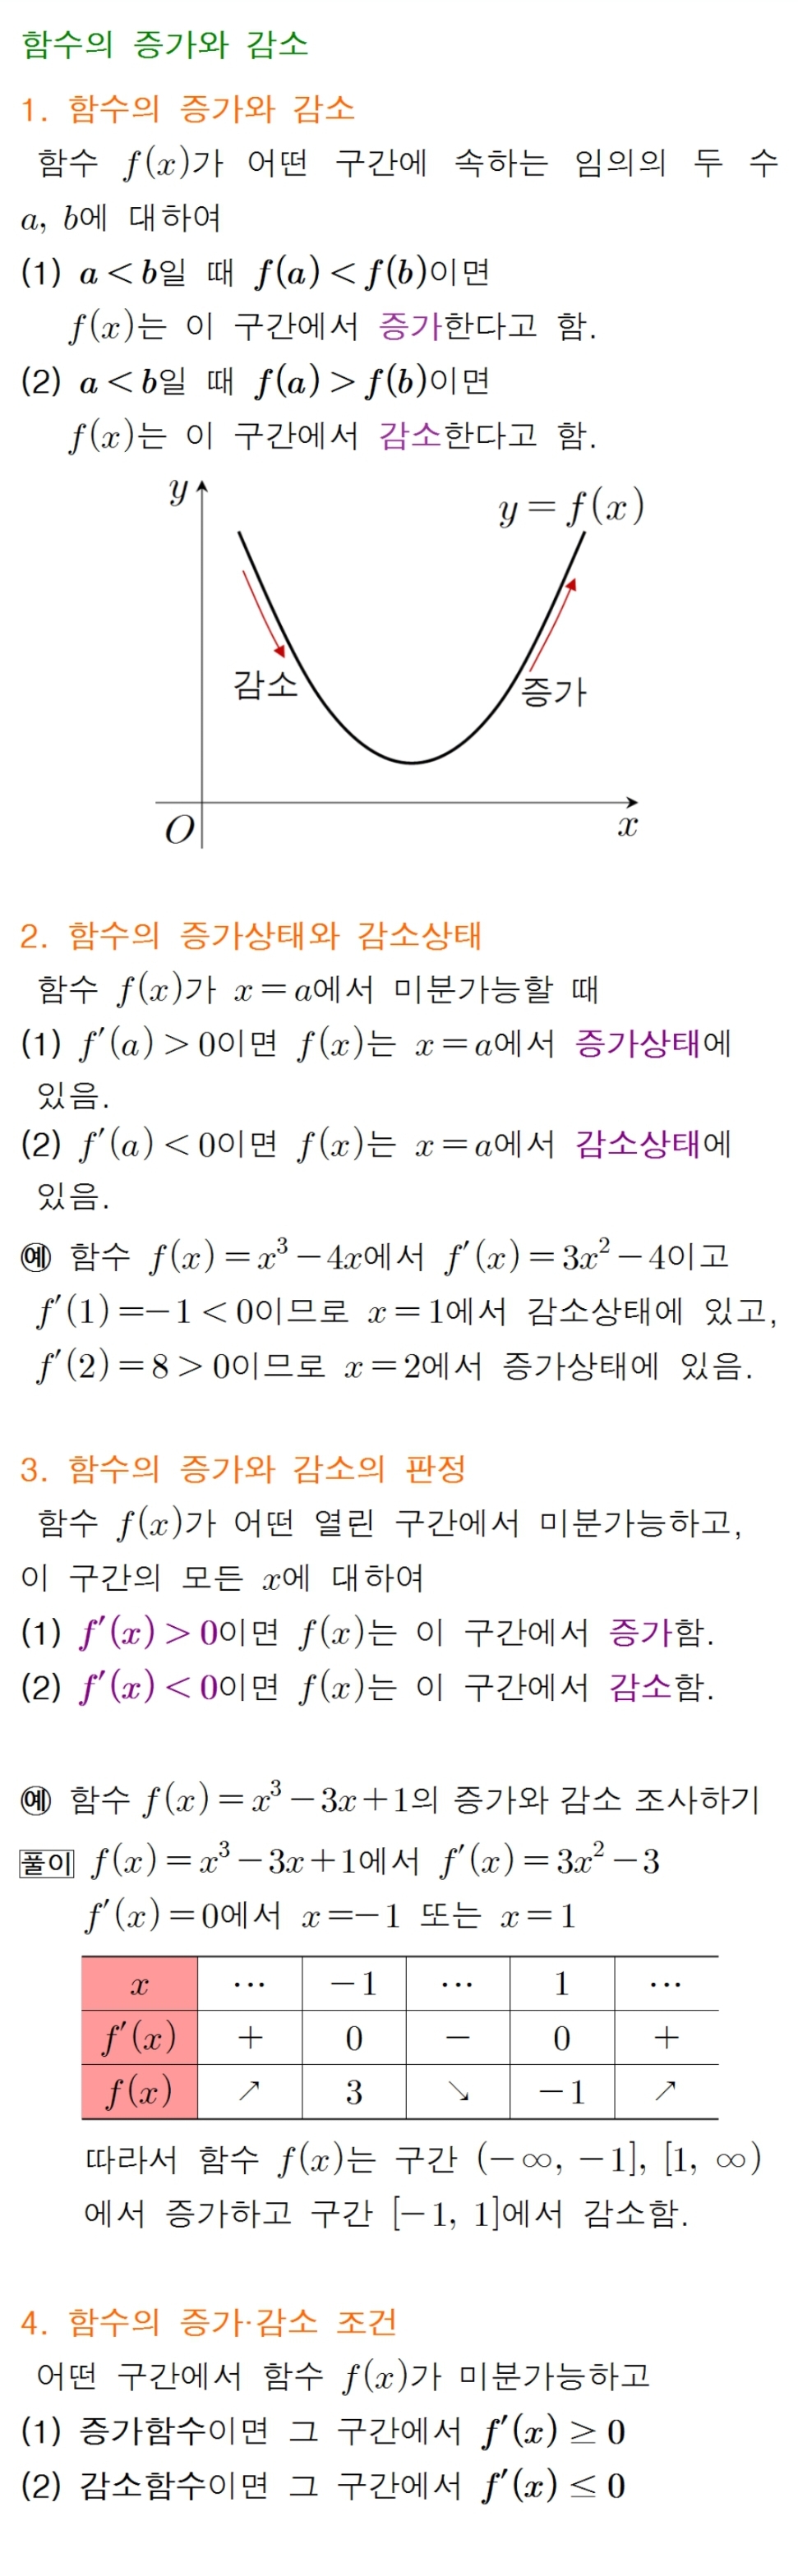 함수의 증가와 감소
1. 함수의 증가와 감소
함수 f(x)가 어떤 구간에 속하는 임의의 두 수
a, b에 대하여
(1) a < b일 때 f(a) < f(b)이면
f(x)는 이 구간에서 증가한다고 함.
(2) a < b일 때 f(a) > f(b)이면
f(x)는 이 구간에서 감소한다고 함.
y
y = f(x)
감소
증가
O
x
2. 함수의 증가상태와 감소상태
함수 f(x)가 x = a에서 미분가능할 때
(1) f′(a) > 0이면 f(x)는 x = a에서 증가상태에
있음.
(2) f′(a) < 0이면 f(x)는 x = a에서 감소상태에
있음.
예 함수 f(x) = x³ − 4x에서 f′(x) = 3x² − 4이고
f′(1) = −1 < 0이므로 x = 1에서 감소상태에 있고,
f′(2) = 8 > 0이므로 x = 2에서 증가상태에 있음.
3. 함수의 증가와 감소의 판정
함수 f(x)가 어떤 열린 구간에서 미분가능하고,
이 구간의 모든 x에 대하여
(1) f′(x) > 0이면 f(x)는 이 구간에서 증가함.
(2) f′(x) < 0이면 f(x)는 이 구간에서 감소함.
예 함수 f(x) = x³ − 3x + 1의 증가와 감소 조사하기
풀이 f(x) = x³ − 3x + 1에서 f′(x) = 3x² − 3
f′(x) = 0에서 x = −1 또는 x = 1
x ⋯ −1 ⋯ 1 ⋯
f′(x) + 0 − 0 +
f(x) ↗ 3 ↘ −1 ↗
따라서 함수 f(x)는 구간 (−∞, −1], [1, ∞)
에서 증가하고 구간 [−1, 1]에서 감소함.
4. 함수의 증가·감소 조건
어떤 구간에서 함수 f(x)가 미분가능하고
(1) 증가함수이면 그 구간에서 f′(x) ≥ 0
(2) 감소함수이면 그 구간에서 f′(x) ≤ 0